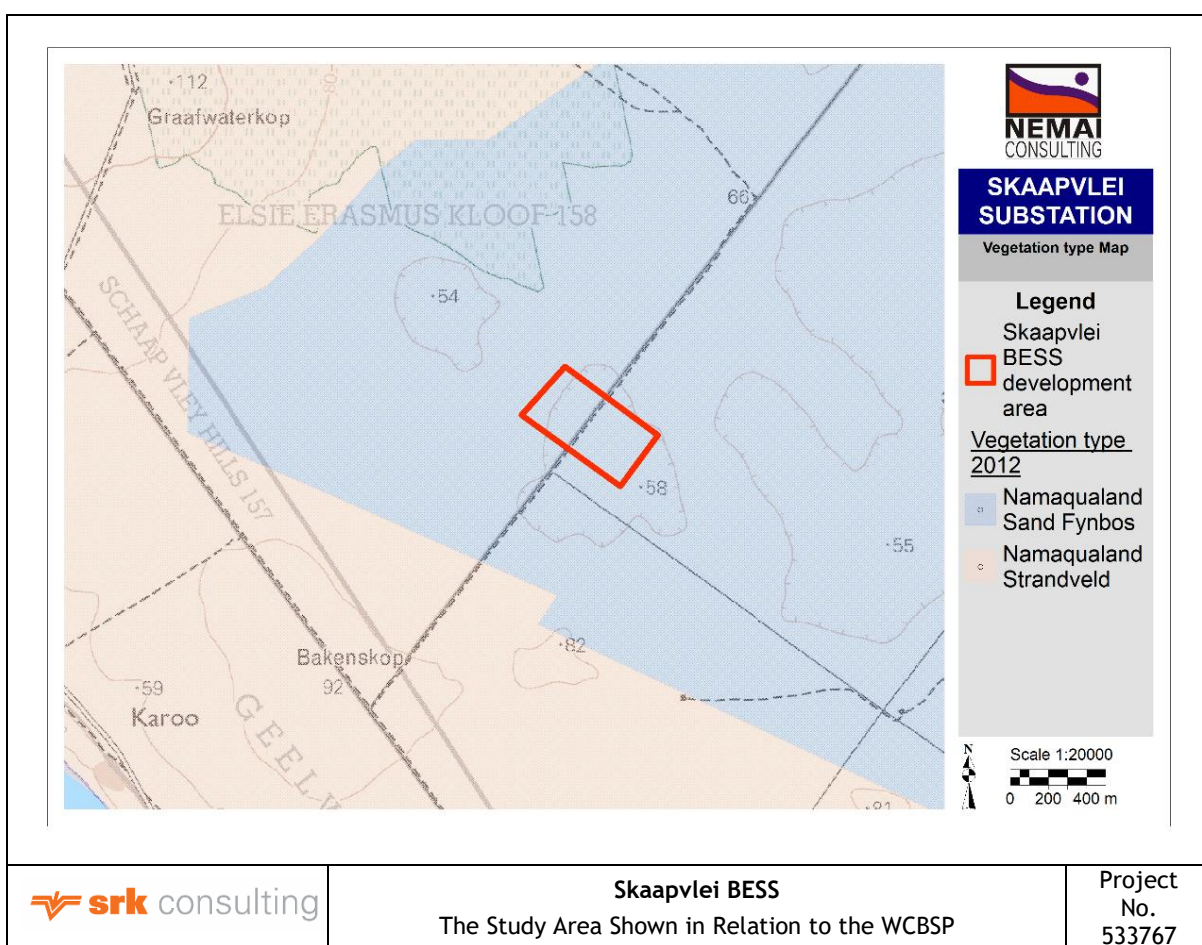 ·112
Graafwaterkop
80
ELSIE ERASMUS KLOOF 158
66
·54
SCHAAP VLEY HILLS 157
·58
·55
Bakenskop
92
·82
·59
Karoo
GEELW
·81
NEMAI
CONSULTING
SKAAPVLEI
SUBSTATION
Vegetation type Map
Legend
Skaapvlei
BESS
development
area
Vegetation type
2012
Namaqualand
Sand Fynbos
Namaqualand
Strandveld
N
Scale 1:20000
0 200 400 m
srk consulting
Skaapvlei BESS
The Study Area Shown in Relation to the WCBSP
Project
No.
533767